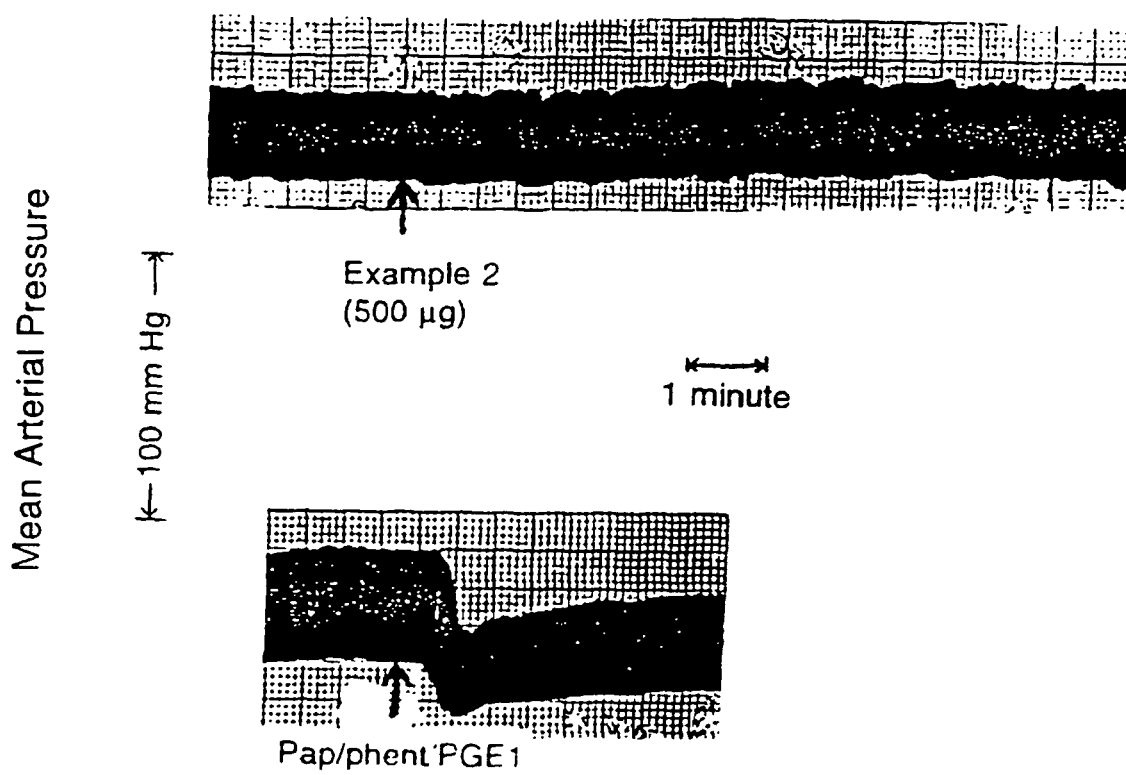 Mean Arterial Pressure
100 mm Hg
Example 2
(500 µg)
1 minute
Pap/phent/PGE1